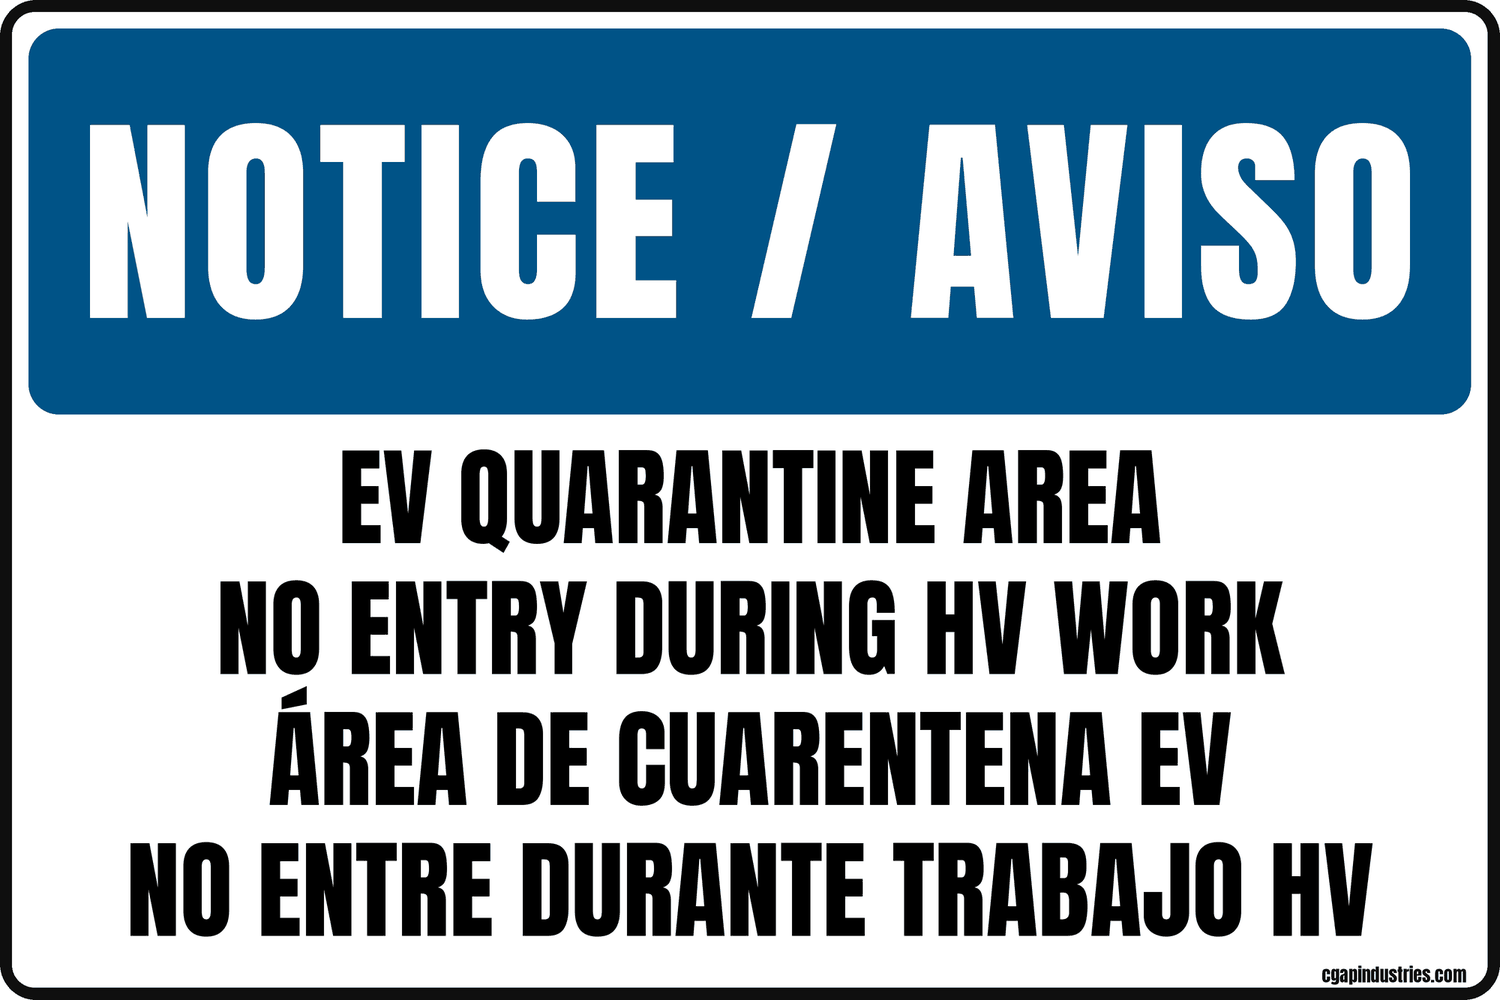 NOTICE / AVISO
EV QUARANTINE AREA
NO ENTRY DURING HV WORK
ÁREA DE CUARENTENA EV
NO ENTRE DURANTE TRABAJO HV
cgapindustries.com